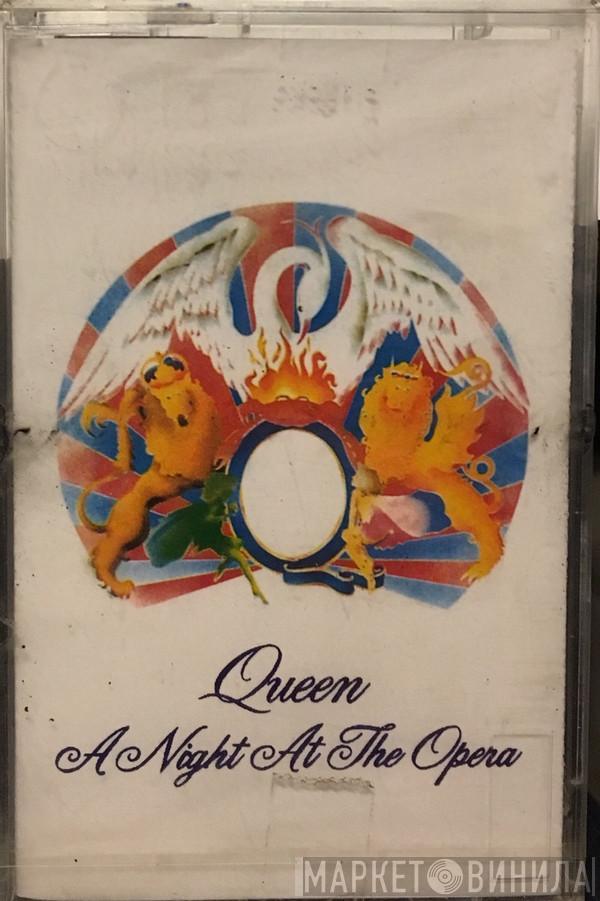 Queen
A Night At The Opera
МАРКЕТ ВИНИЛА